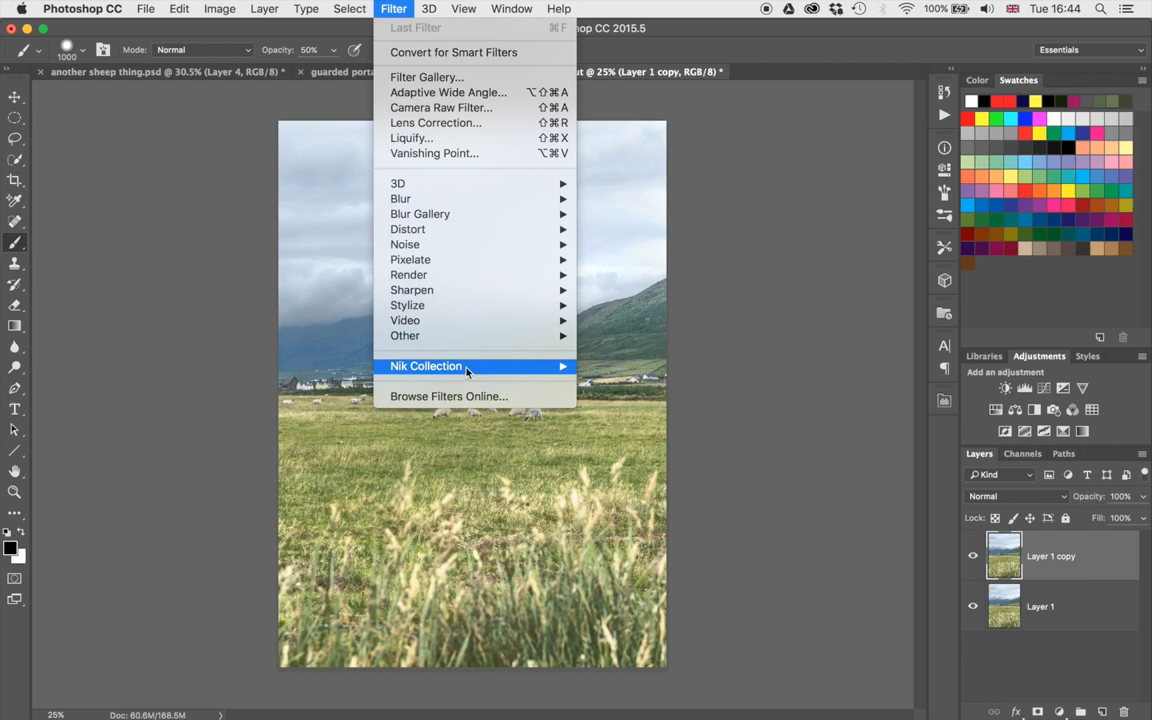 Photoshop CC File Edit Image Layer Type Select Filter 3D View Window Help 100% Tue 16:44
hop CC 2015.5
1000 Mode: Normal Opacity: 50% Essentials
× another sheep thing.psd @ 30.5% (Layer 4, RGB/8) * × guarded porta ut @ 25% (Layer 1 copy, RGB/8) *
Last Filter ⌘F
Convert for Smart Filters
Filter Gallery...
Adaptive Wide Angle... ⌥⇧⌘A
Camera Raw Filter... ⇧⌘A
Lens Correction... ⇧⌘R
Liquify... ⇧⌘X
Vanishing Point... ⌥⌘V
3D
Blur
Blur Gallery
Distort
Noise
Pixelate
Render
Sharpen
Stylize
Video
Other
Nik Collection
Browse Filters Online...
Color Swatches
Libraries Adjustments Styles
Add an adjustment
Layers Channels Paths
Kind
Normal Opacity: 100%
Lock: Fill: 100%
Layer 1 copy
Layer 1
25% Doc: 60.6M/168.5M